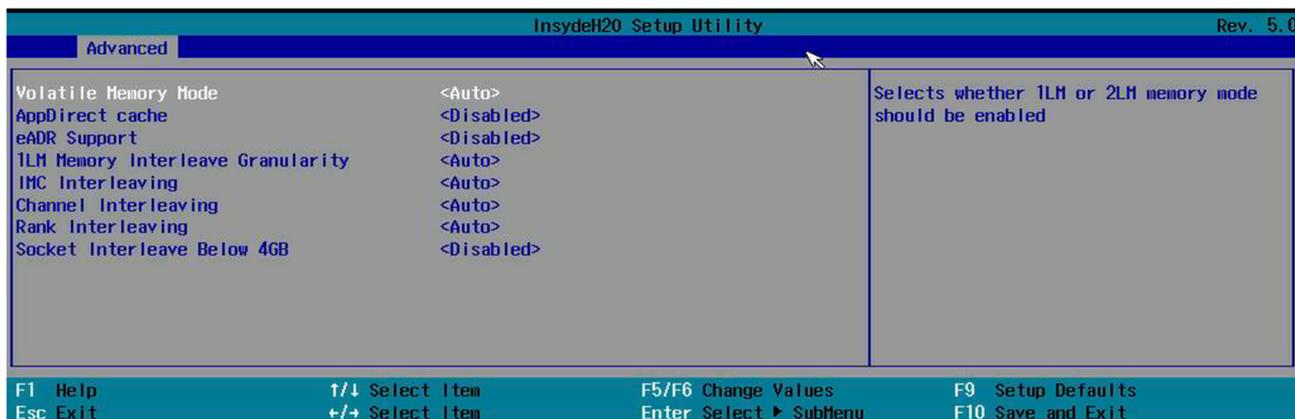 InsydeH20 Setup Utility Rev. 5.0
Advanced
Volatile Memory Mode <Auto> Selects whether 1LM or 2LM memory mode
AppDirect cache <Disabled> should be enabled
eADR Support <Disabled>
1LM Memory Interleave Granularity <Auto>
IMC Interleaving <Auto>
Channel Interleaving <Auto>
Rank Interleaving <Auto>
Socket Interleave Below 4GB <Disabled>
F1 Help ↑/↓ Select Item F5/F6 Change Values F9 Setup Defaults
Esc Exit ←/→ Select Item Enter Select ▶ SubMenu F10 Save and Exit